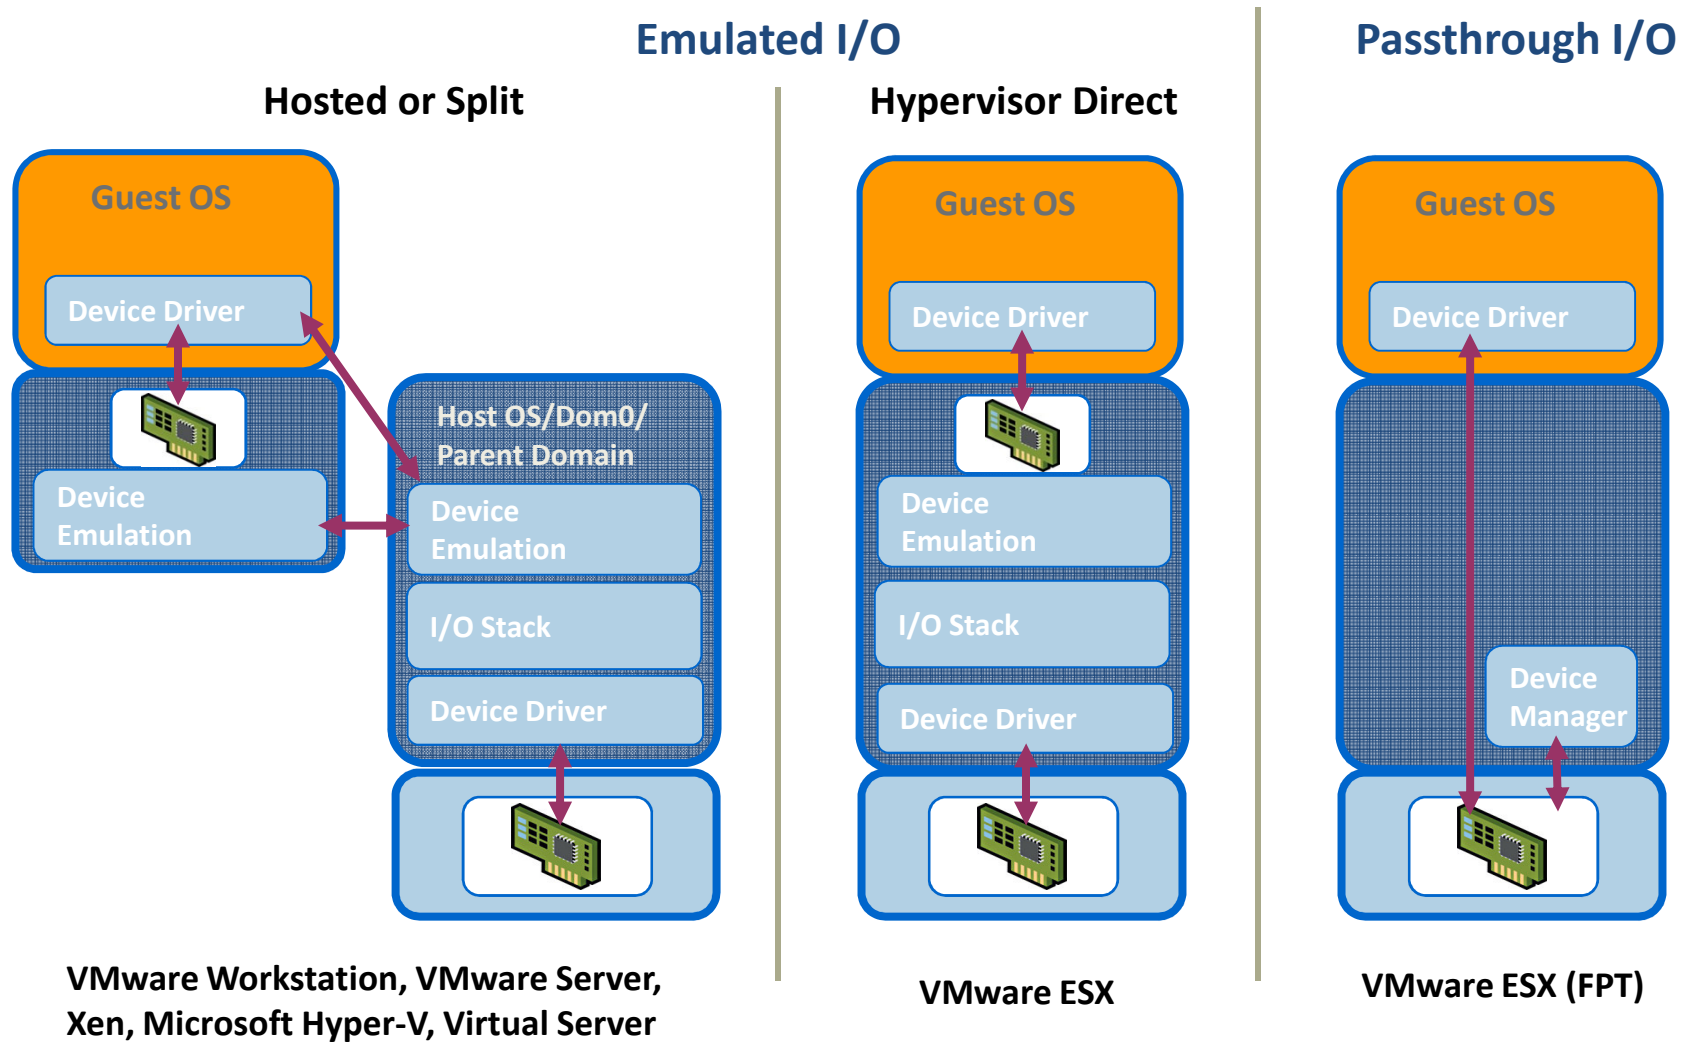 Emulated I/O
Passthrough I/O
Hosted or Split
Hypervisor Direct
Guest OS
Device Driver
Device
Emulation
Host OS/Dom0/
Parent Domain
Device
Emulation
I/O Stack
Device Driver
VMware Workstation, VMware Server,
Xen, Microsoft Hyper-V, Virtual Server
Guest OS
Device Driver
Device
Emulation
I/O Stack
Device Driver
VMware ESX
Guest OS
Device Driver
Device
Manager
VMware ESX (FPT)